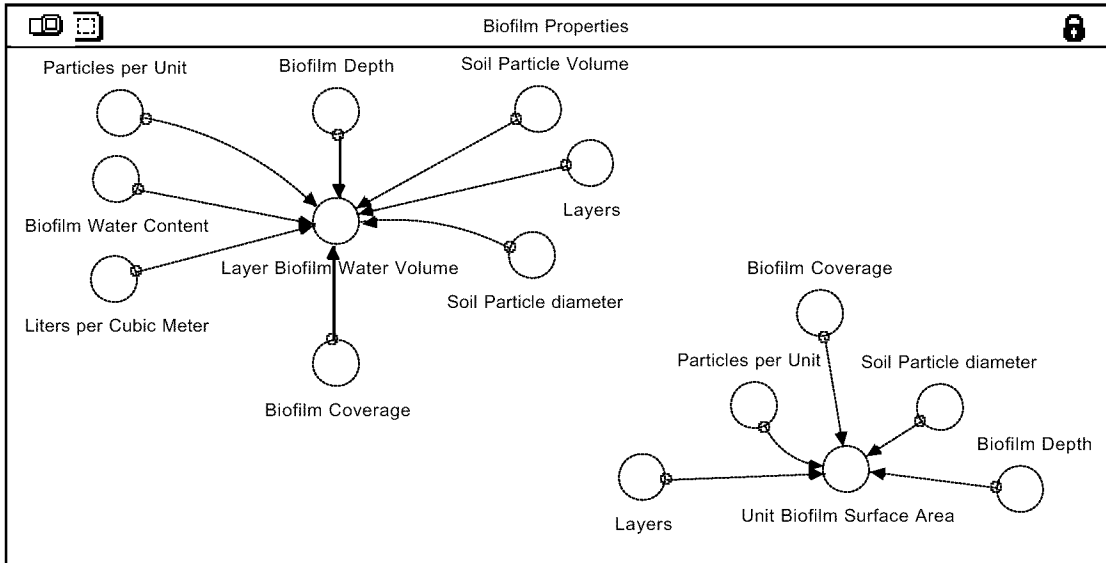 Biofilm Properties
Particles per Unit
Biofilm Depth
Soil Particle Volume
Layers
Biofilm Water Content
Layer Biofilm Water Volume
Soil Particle diameter
Liters per Cubic Meter
Biofilm Coverage
Biofilm Coverage
Particles per Unit
Soil Particle diameter
Biofilm Depth
Layers
Unit Biofilm Surface Area